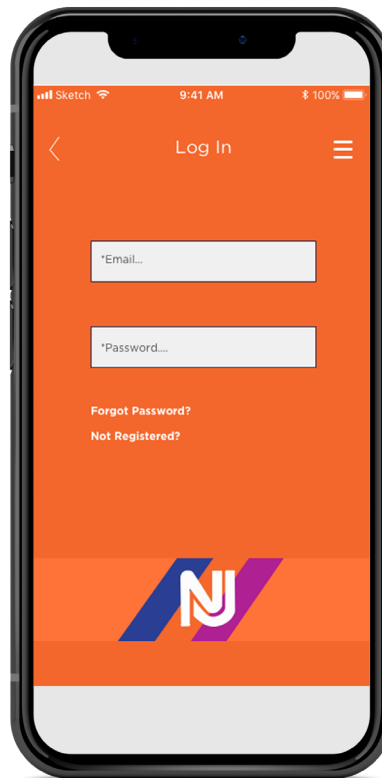 Sketch 9:41 AM 100%
Log In
*Email...
*Password....
Forgot Password?
Not Registered?
NJ